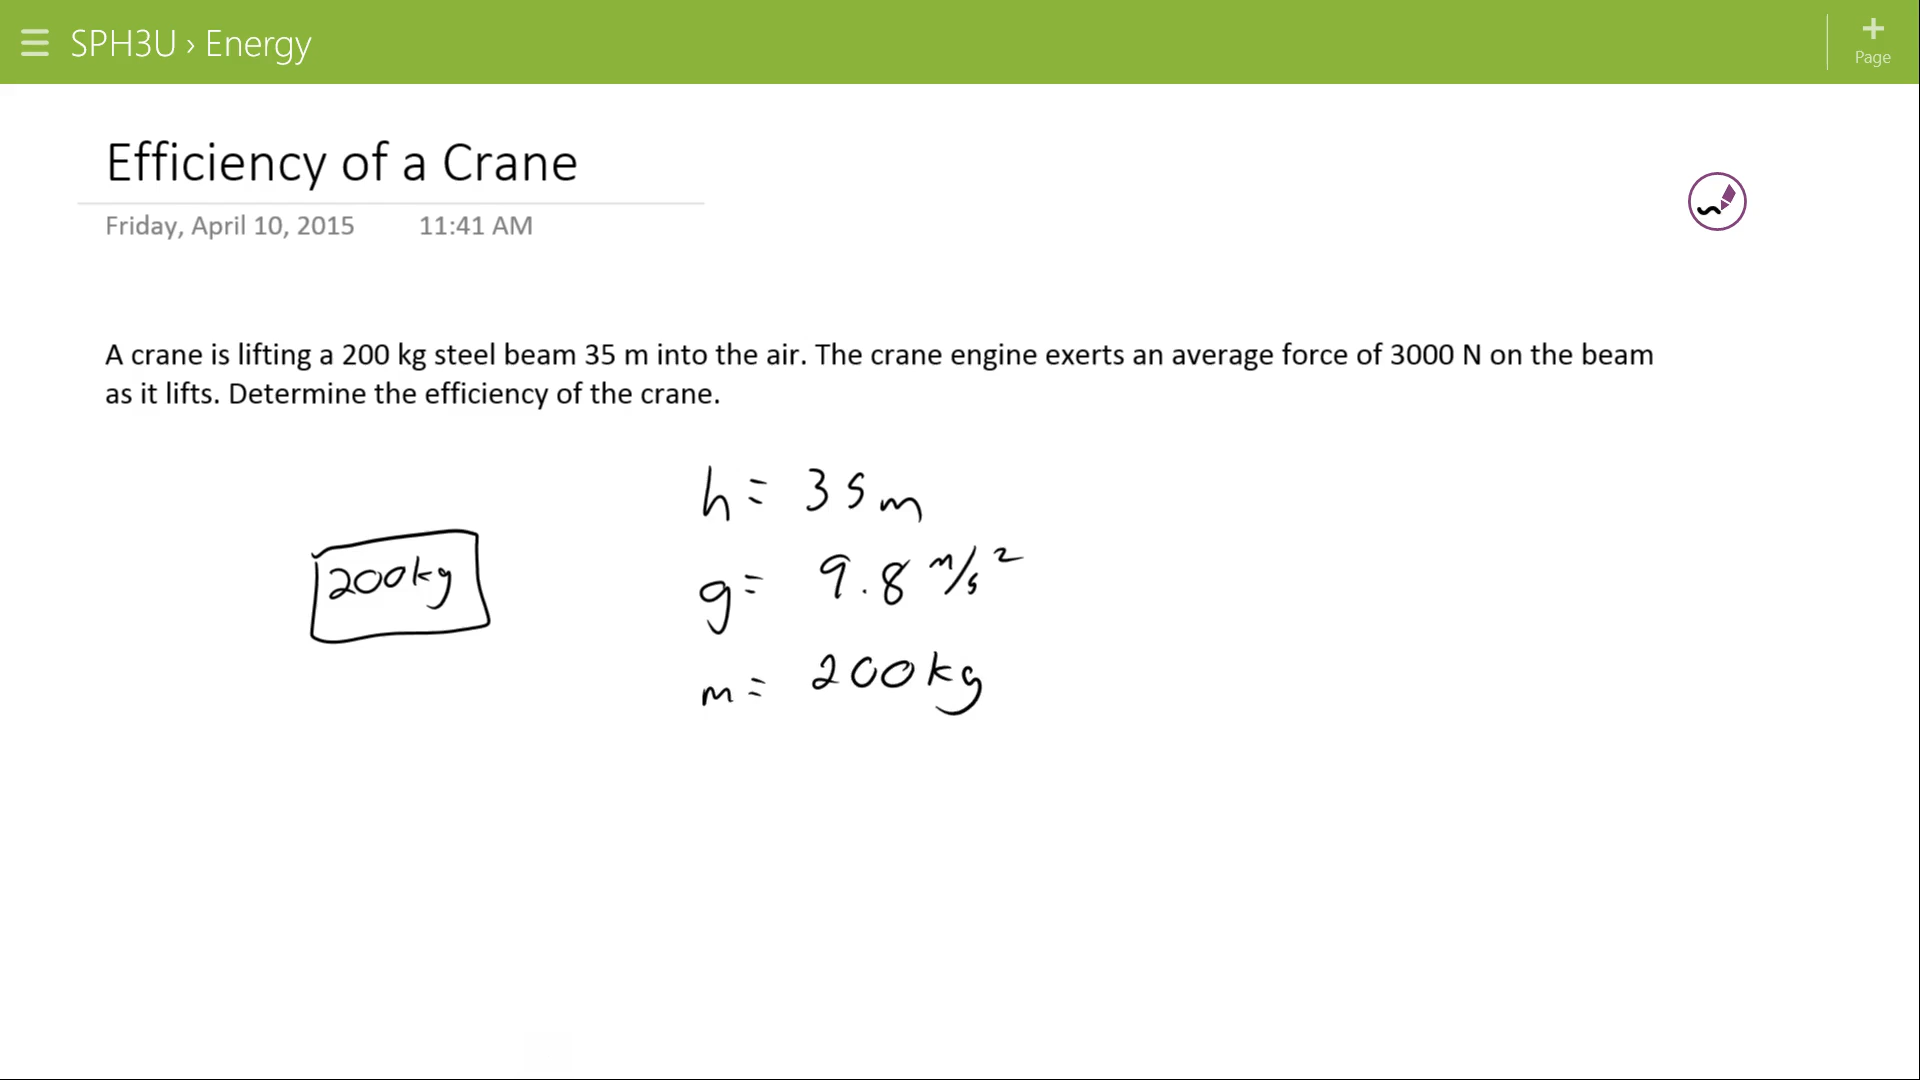 SPH3U › Energy
Page
Efficiency of a Crane
Friday, April 10, 2015 11:41 AM
A crane is lifting a 200 kg steel beam 35 m into the air. The crane engine exerts an average force of 3000 N on the beam
as it lifts. Determine the efficiency of the crane.
200kg
h = 35 m
g = 9.8 m/s²
m = 200kg